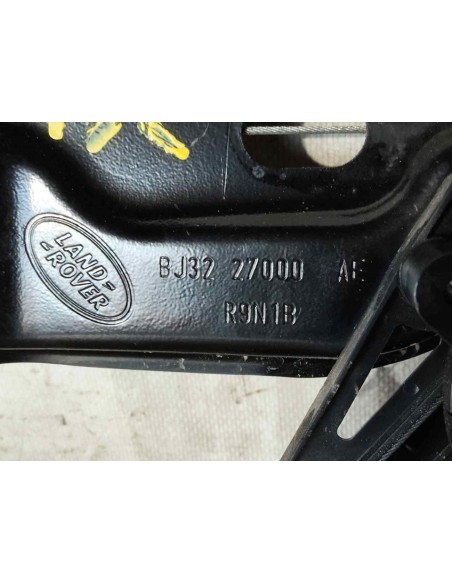 LAND-
-ROVER
BJ32 27000 AE
R9N1B